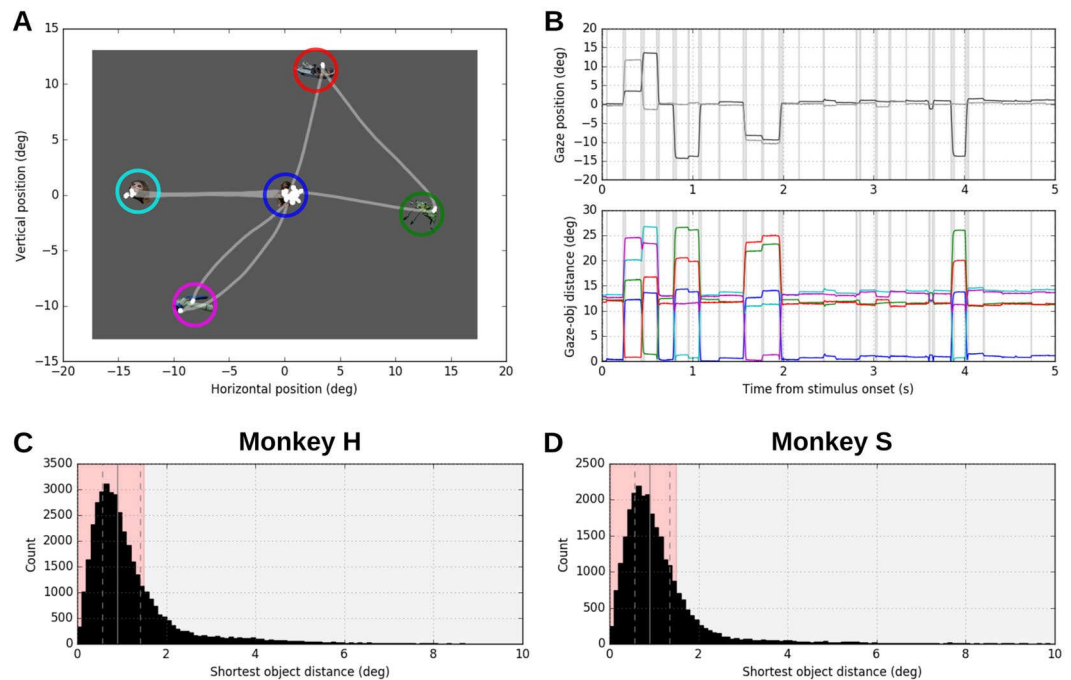 A
15
10
5
0
−5
−10
−15
−20 −15 −10 −5 0 5 10 15 20
Vertical position (deg)
Horizontal position (deg)
B
20
15
10
5
0
−5
−10
−15
−20
0 1 2 3 4 5
Gaze position (deg)
30
25
20
15
10
5
0
0 1 2 3 4 5
Gaze-obj distance (deg)
Time from stimulus onset (s)
C
Monkey H
3500
3000
2500
2000
1500
1000
500
0
0 2 4 6 8 10
Count
Shortest object distance (deg)
D
Monkey S
2500
2000
1500
1000
500
0
0 2 4 6 8 10
Count
Shortest object distance (deg)